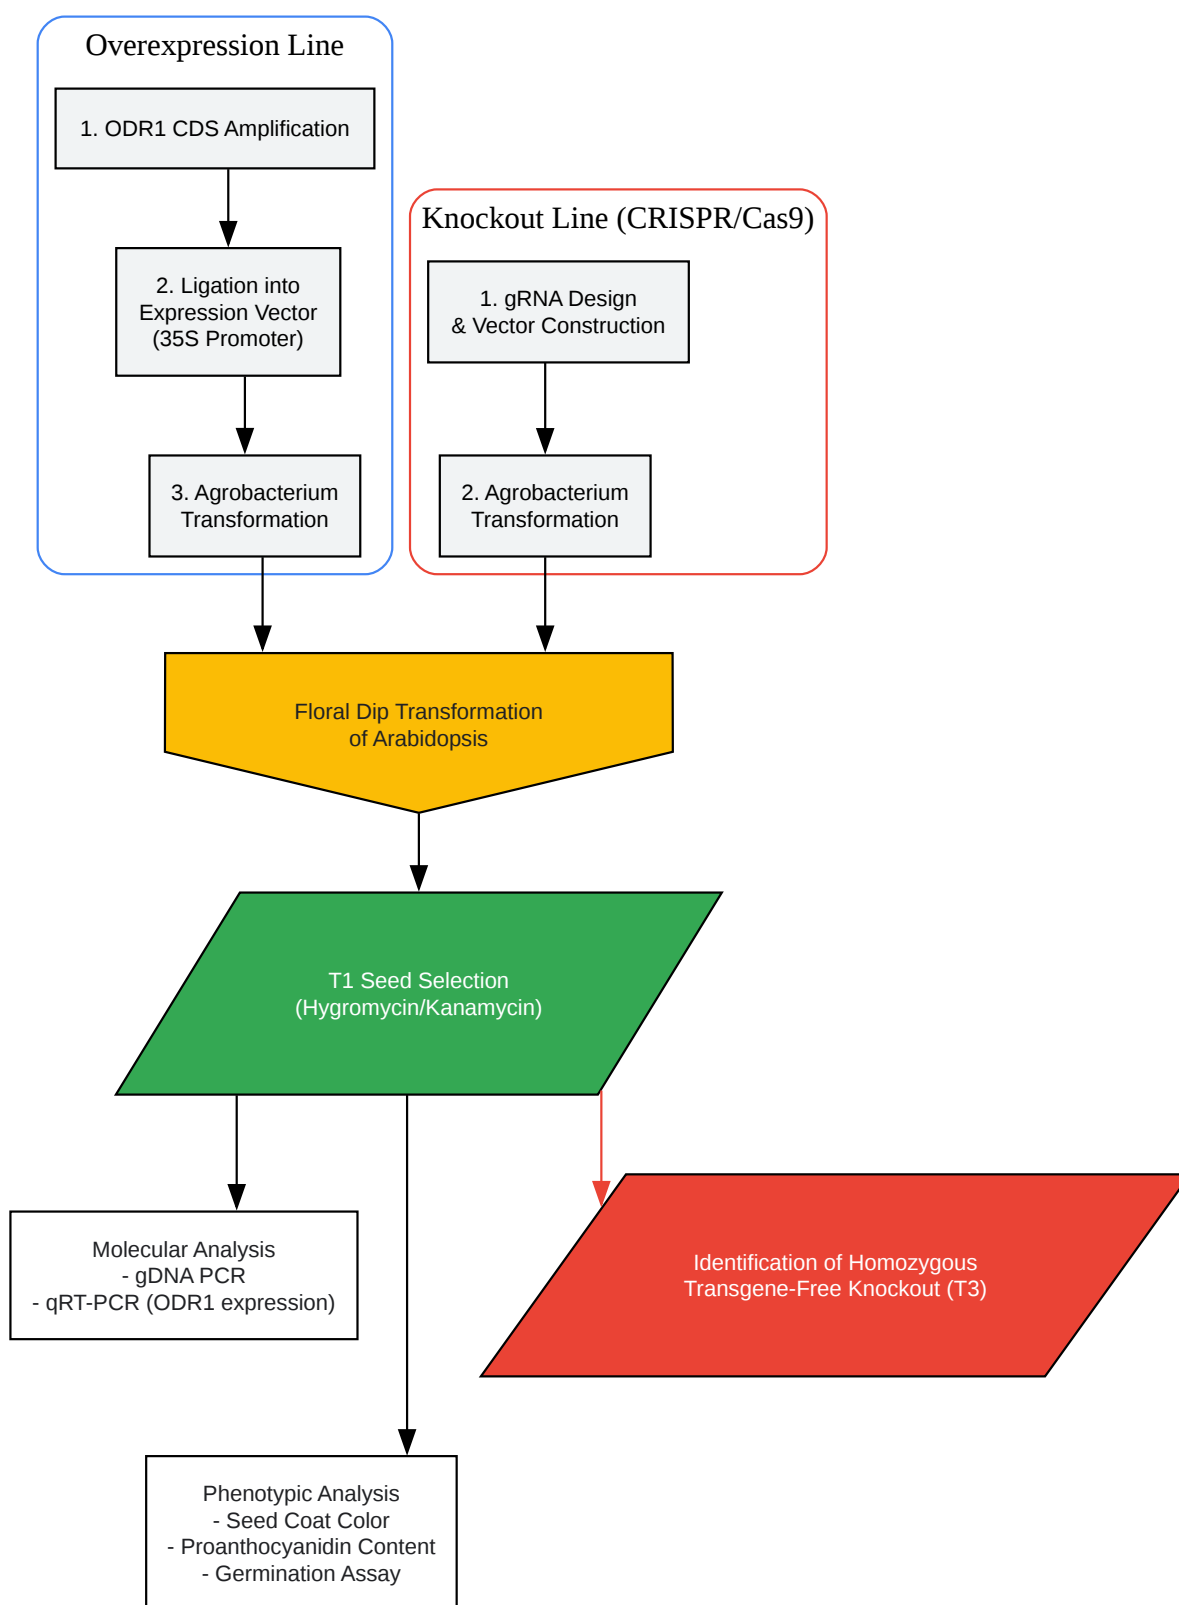 Overexpression Line
1. ODR1 CDS Amplification
2. Ligation into
Expression Vector
(35S Promoter)
3. Agrobacterium
Transformation
Knockout Line (CRISPR/Cas9)
1. gRNA Design
& Vector Construction
2. Agrobacterium
Transformation
Floral Dip Transformation
of Arabidopsis
T1 Seed Selection
(Hygromycin/Kanamycin)
Molecular Analysis
- gDNA PCR
- qRT-PCR (ODR1 expression)
Identification of Homozygous
Transgene-Free Knockout (T3)
Phenotypic Analysis
- Seed Coat Color
- Proanthocyanidin Content
- Germination Assay